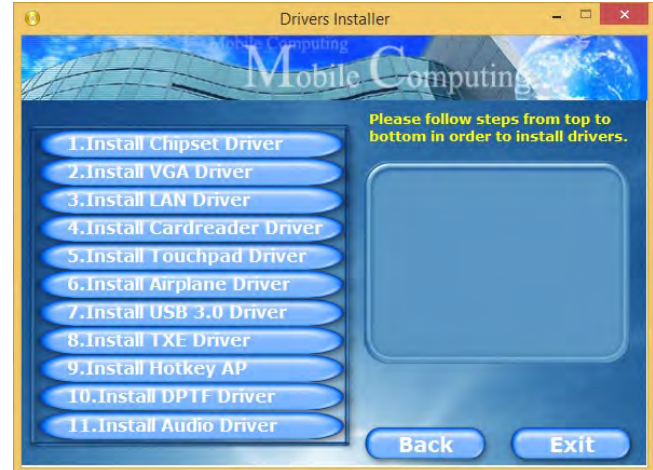 Drivers Installer
Mobile Computing
Mobile Computing
Please follow steps from top to
bottom in order to install drivers.
1.Install Chipset Driver
2.Install VGA Driver
3.Install LAN Driver
4.Install Cardreader Driver
5.Install Touchpad Driver
6.Install Airplane Driver
7.Install USB 3.0 Driver
8.Install TXE Driver
9.Install Hotkey AP
10.Install DPTF Driver
11.Install Audio Driver
Back
Exit